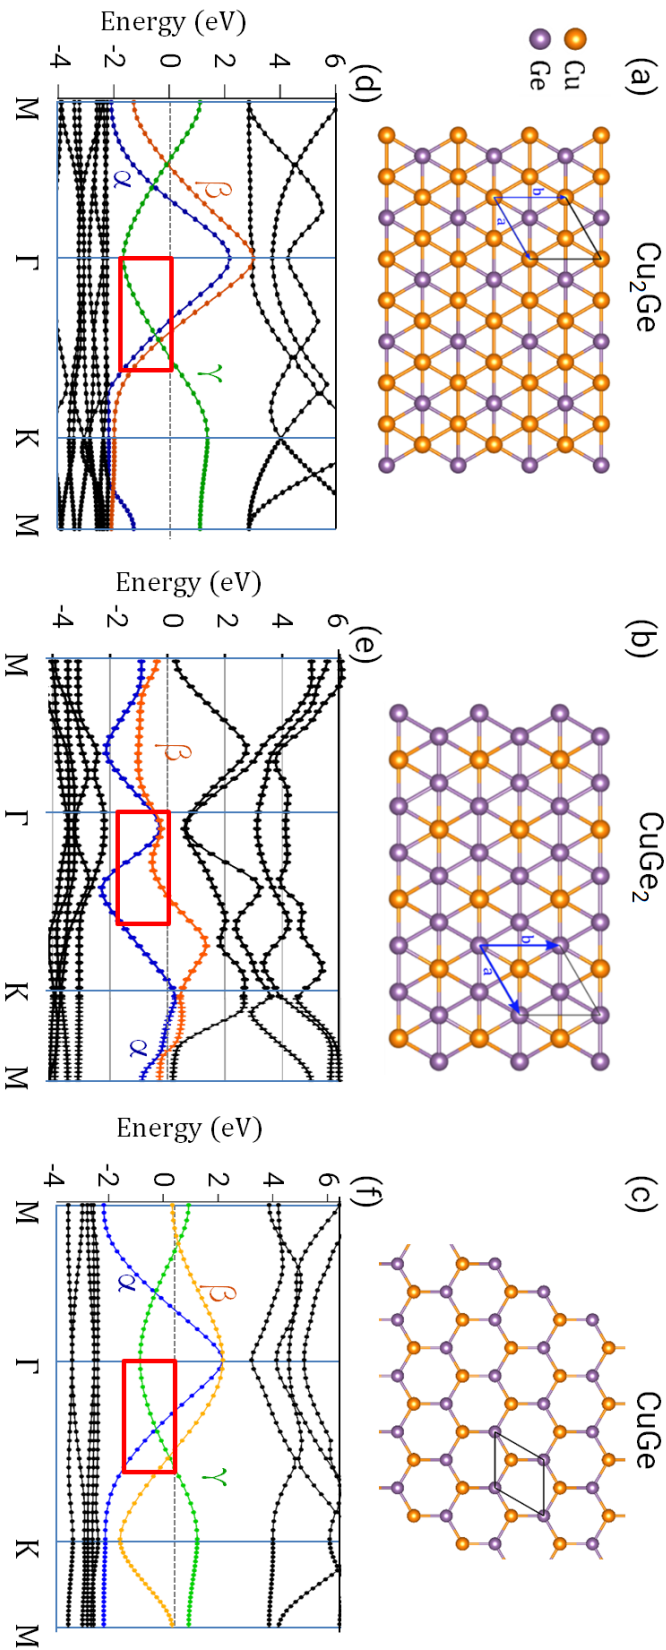 (a)
Cu₂Ge
Cu
Ge
b
a
(b)
CuGe₂
b
a
(c)
CuGe
(d)
Energy (eV)
6
4
2
0
-2
-4
β
α
γ
M
Γ
K
M
(e)
Energy (eV)
6
4
2
0
-2
-4
β
α
M
Γ
K
M
(f)
Energy (eV)
6
4
2
0
-2
-4
β
α
γ
M
Γ
K
M